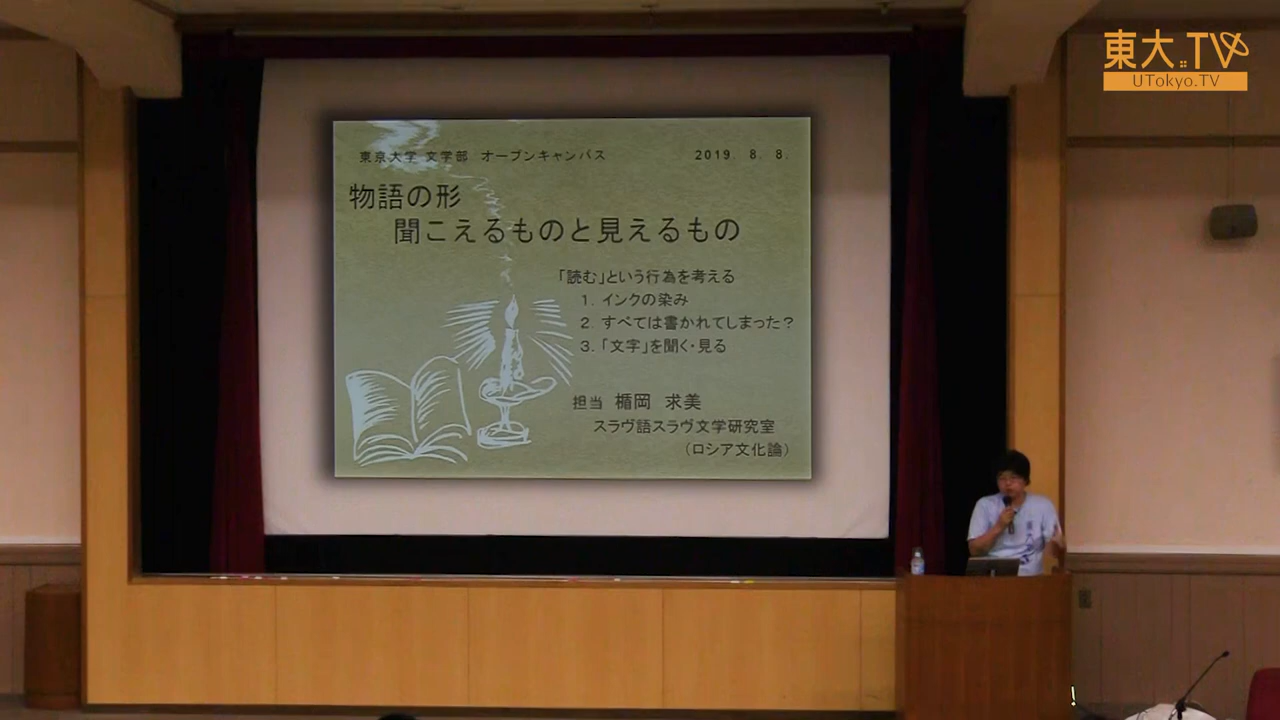 東大TV
UTokyo.TV
東京大学 文学部 オープンキャンパス 2019 8. 8.
物語の形
聞こえるものと見えるもの
「読む」という行為を考える
1. インクの染み
2. すべては書かれてしまった？
3. 「文字」を聞く・見る
担当 楯岡 求美
スラヴ語スラヴ文学研究室
（ロシア文化論）